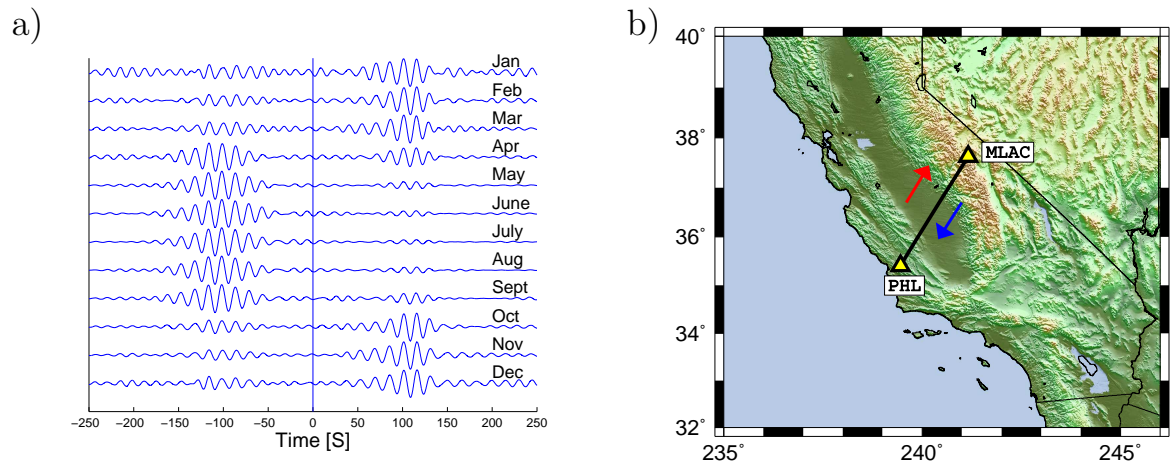 a)
Jan
Feb
Mar
Apr
May
June
July
Aug
Sept
Oct
Nov
Dec
−250 −200 −150 −100 −50 0 50 100 150 200 250
Time [S]
b)
40˚
38˚
36˚
34˚
32˚
235˚ 240˚ 245˚
MLAC
PHL